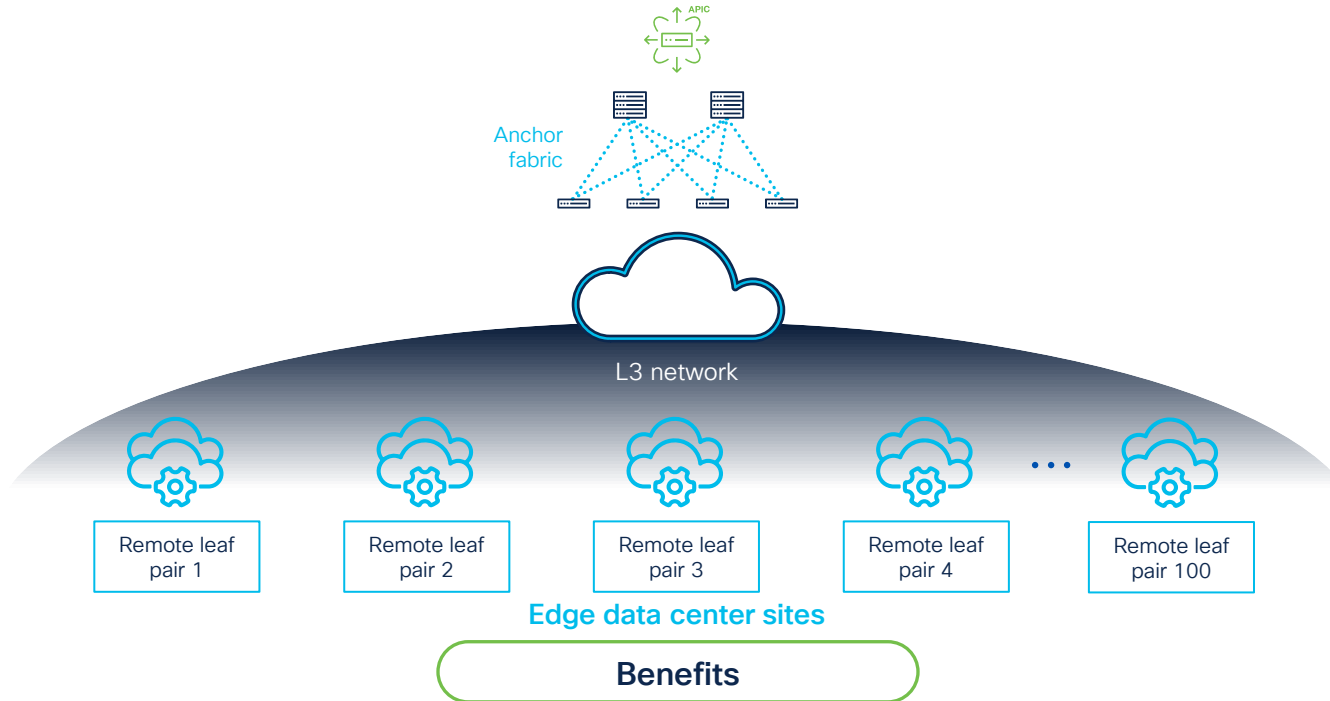 APIC
Anchor
fabric
L3 network
...
Remote leaf
pair 1
Remote leaf
pair 2
Remote leaf
pair 3
Remote leaf
pair 4
Remote leaf
pair 100
Edge data center sites
Benefits